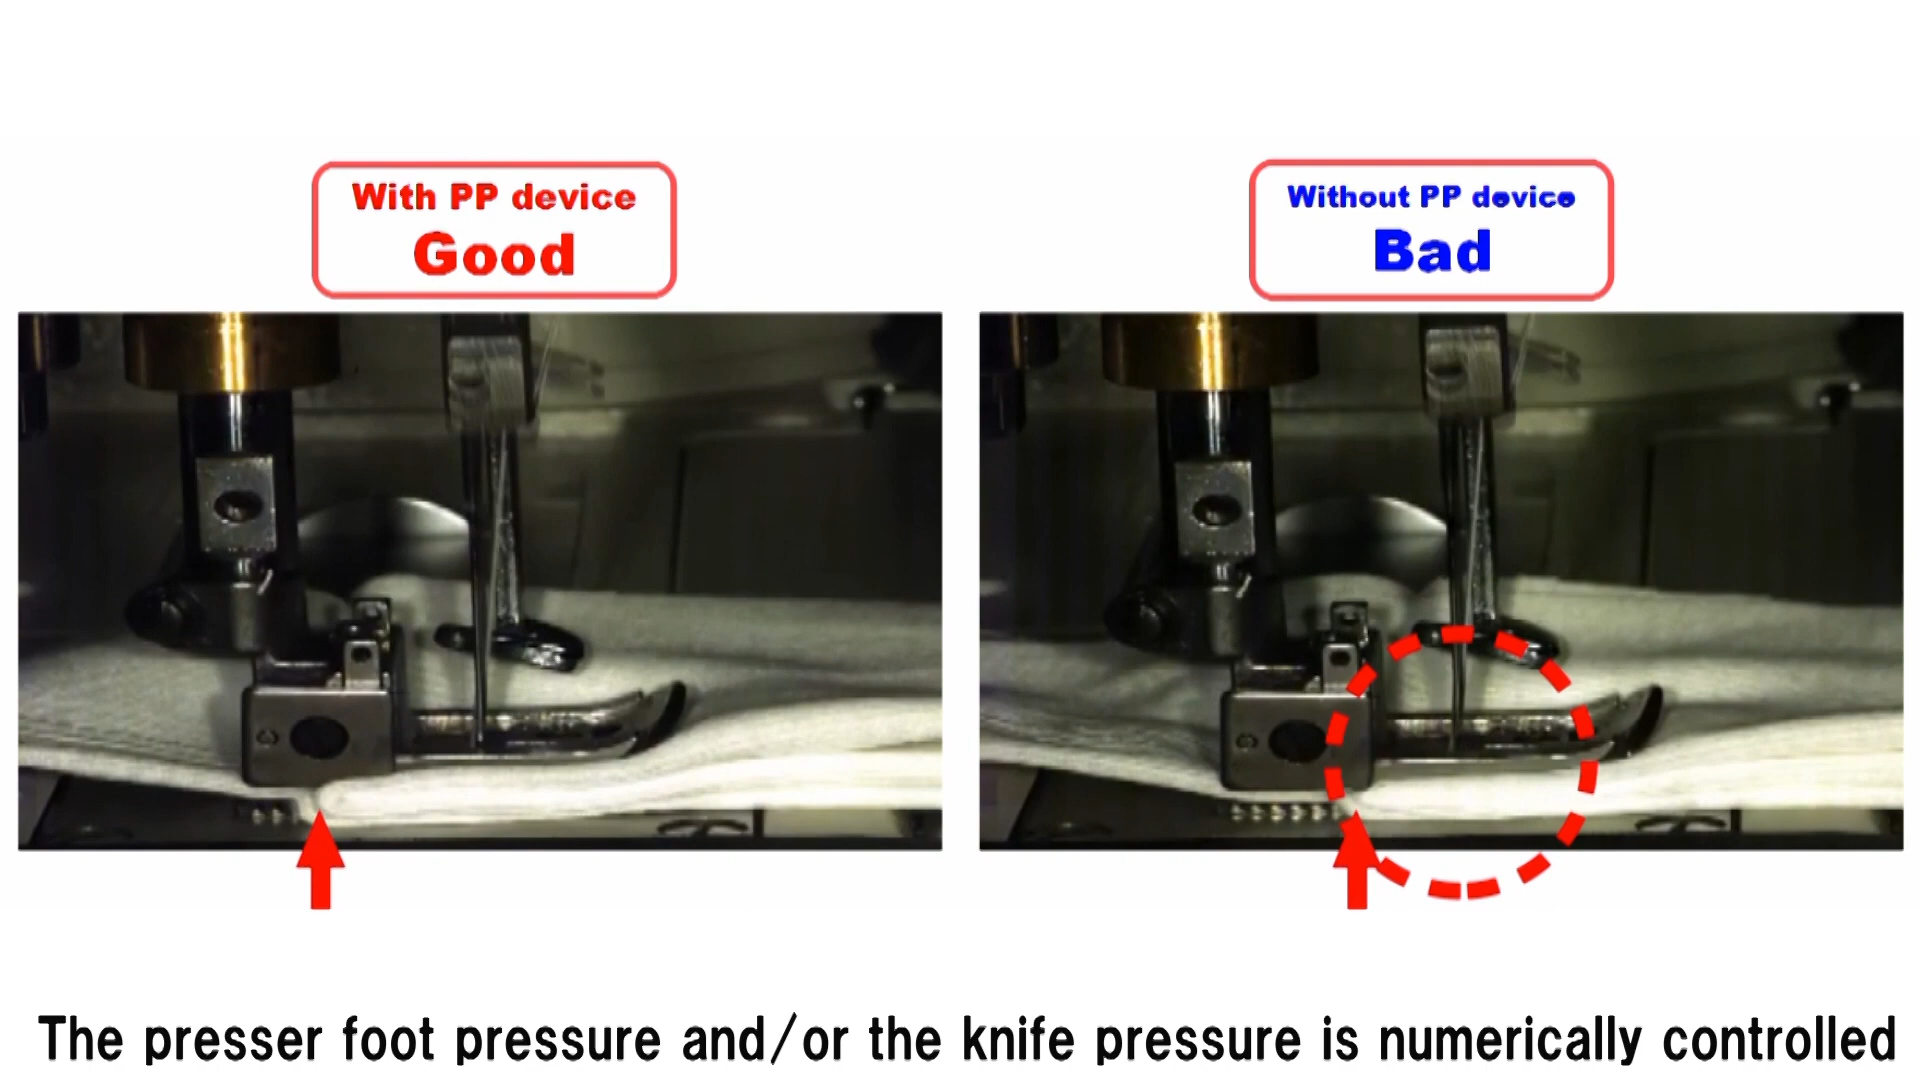 With PP device
Good
Without PP device
Bad
The presser foot pressure and/or the knife pressure is numerically controlled